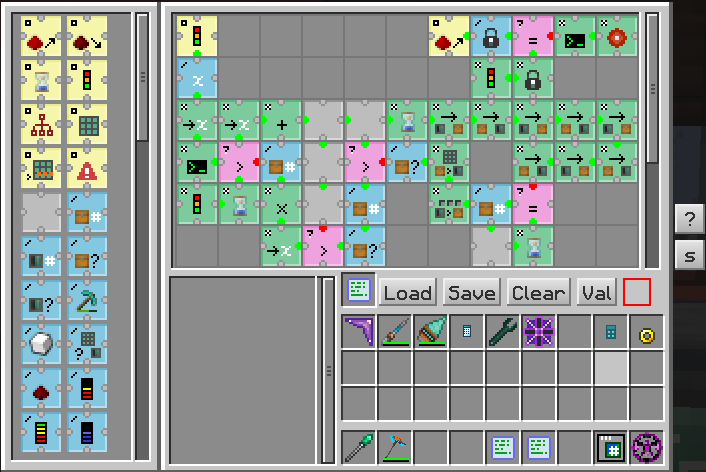 =
x
→x →x +
> # > ?
×
# =
→x > ?
#
# ?
?
?
?
s
Load Save Clear Val